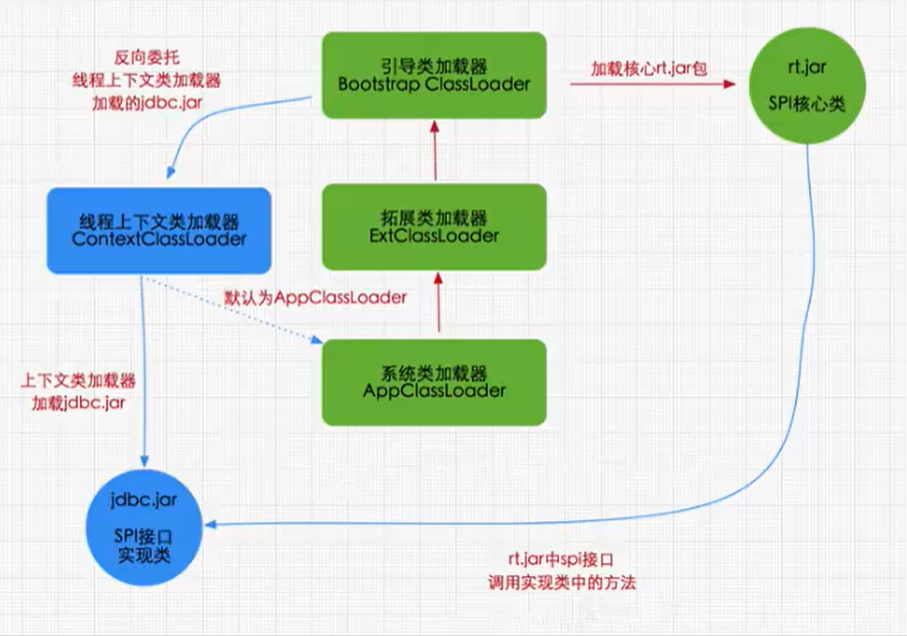 反向委托
线程上下文类加载器
加载的jdbc.jar
引导类加载器
Bootstrap ClassLoader
加载核心rt.jar包
rt.jar
SPI核心类
线程上下文类加载器
ContextClassLoader
拓展类加载器
ExtClassLoader
默认为AppClassLoader
系统类加载器
AppClassLoader
上下文类加载器
加载jdbc.jar
jdbc.jar
SPI接口
实现类
rt.jar中spi接口
调用实现类中的方法